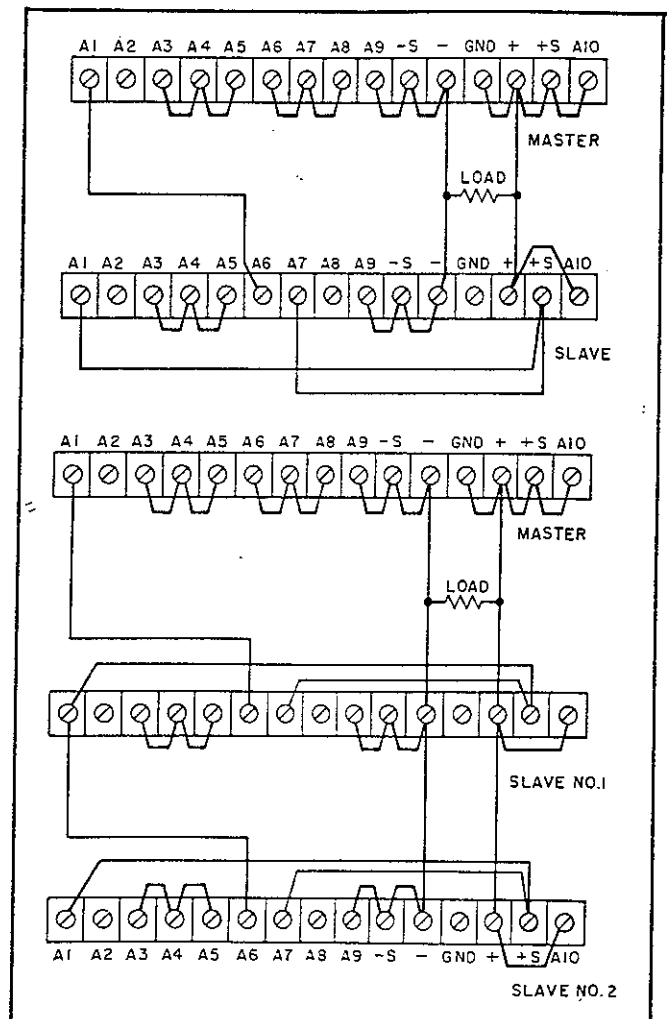 A1 A2 A3 A4 A5 A6 A7 A8 A9 -S - GND + +S A10
MASTER
LOAD
A1 A2 A3 A4 A5 A6 A7 A8 A9 -S - GND + +S A10
SLAVE
A1 A2 A3 A4 A5 A6 A7 A8 A9 -S - GND + +S A10
MASTER
LOAD
SLAVE NO.1
A1 A2 A3 A4 A5 A6 A7 A8 A9 -S - GND + +S A10
SLAVE NO.2